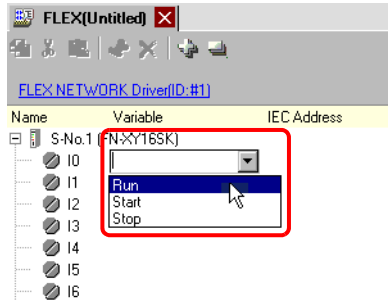 FLEX(Untitled)
FLEX NETWORK Driver(ID:#1)
Name Variable IEC Address
S-No.1 (FN-XY16SK)
I0
I1 Run
I2 Start
I3 Stop
I4
I5
I6